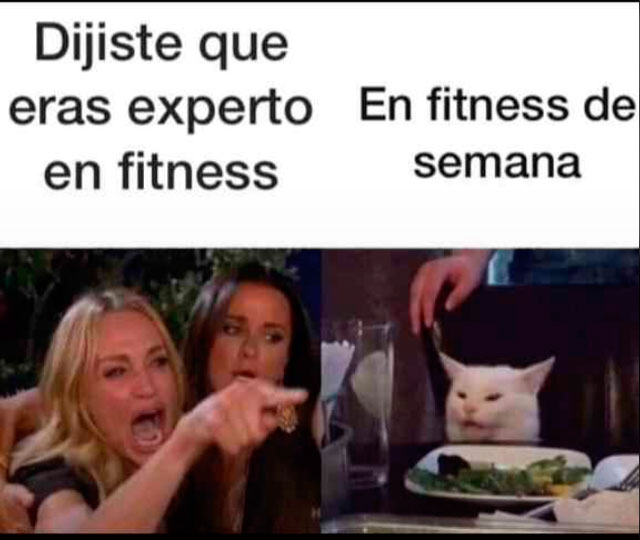 Dijiste que
eras experto
en fitness
En fitness de
semana